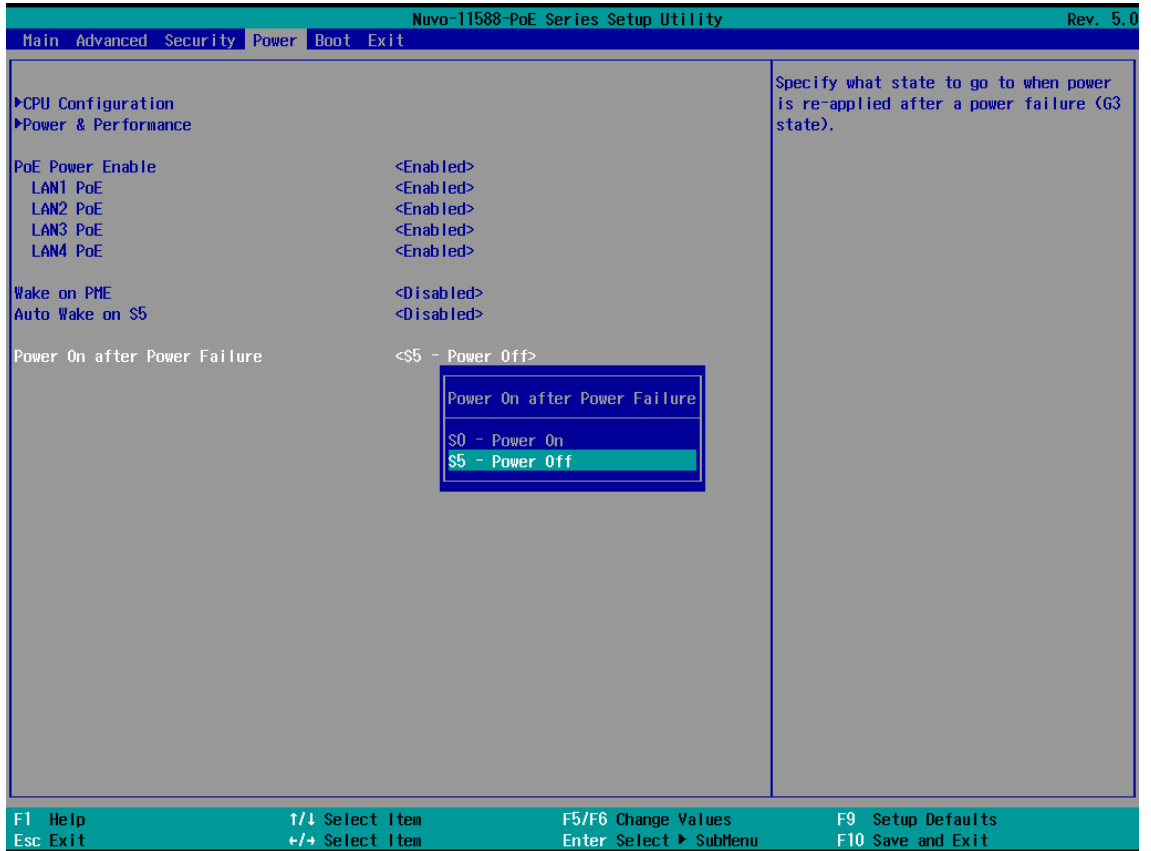 Nuvo-11588-PoE Series Setup Utility Rev. 5.0
Main Advanced Security Power Boot Exit
Specify what state to go to when power
is re-applied after a power failure (G3
state).
▶CPU Configuration
▶Power & Performance
PoE Power Enable <Enabled>
LAN1 PoE <Enabled>
LAN2 PoE <Enabled>
LAN3 PoE <Enabled>
LAN4 PoE <Enabled>
Wake on PME <Disabled>
Auto Wake on S5 <Disabled>
Power On after Power Failure <S5 - Power Off>
Power On after Power Failure
S0 - Power On
S5 - Power Off
F1 Help ↑/↓ Select Item F5/F6 Change Values F9 Setup Defaults
Esc Exit ←/→ Select Item Enter Select ▶ SubMenu F10 Save and Exit